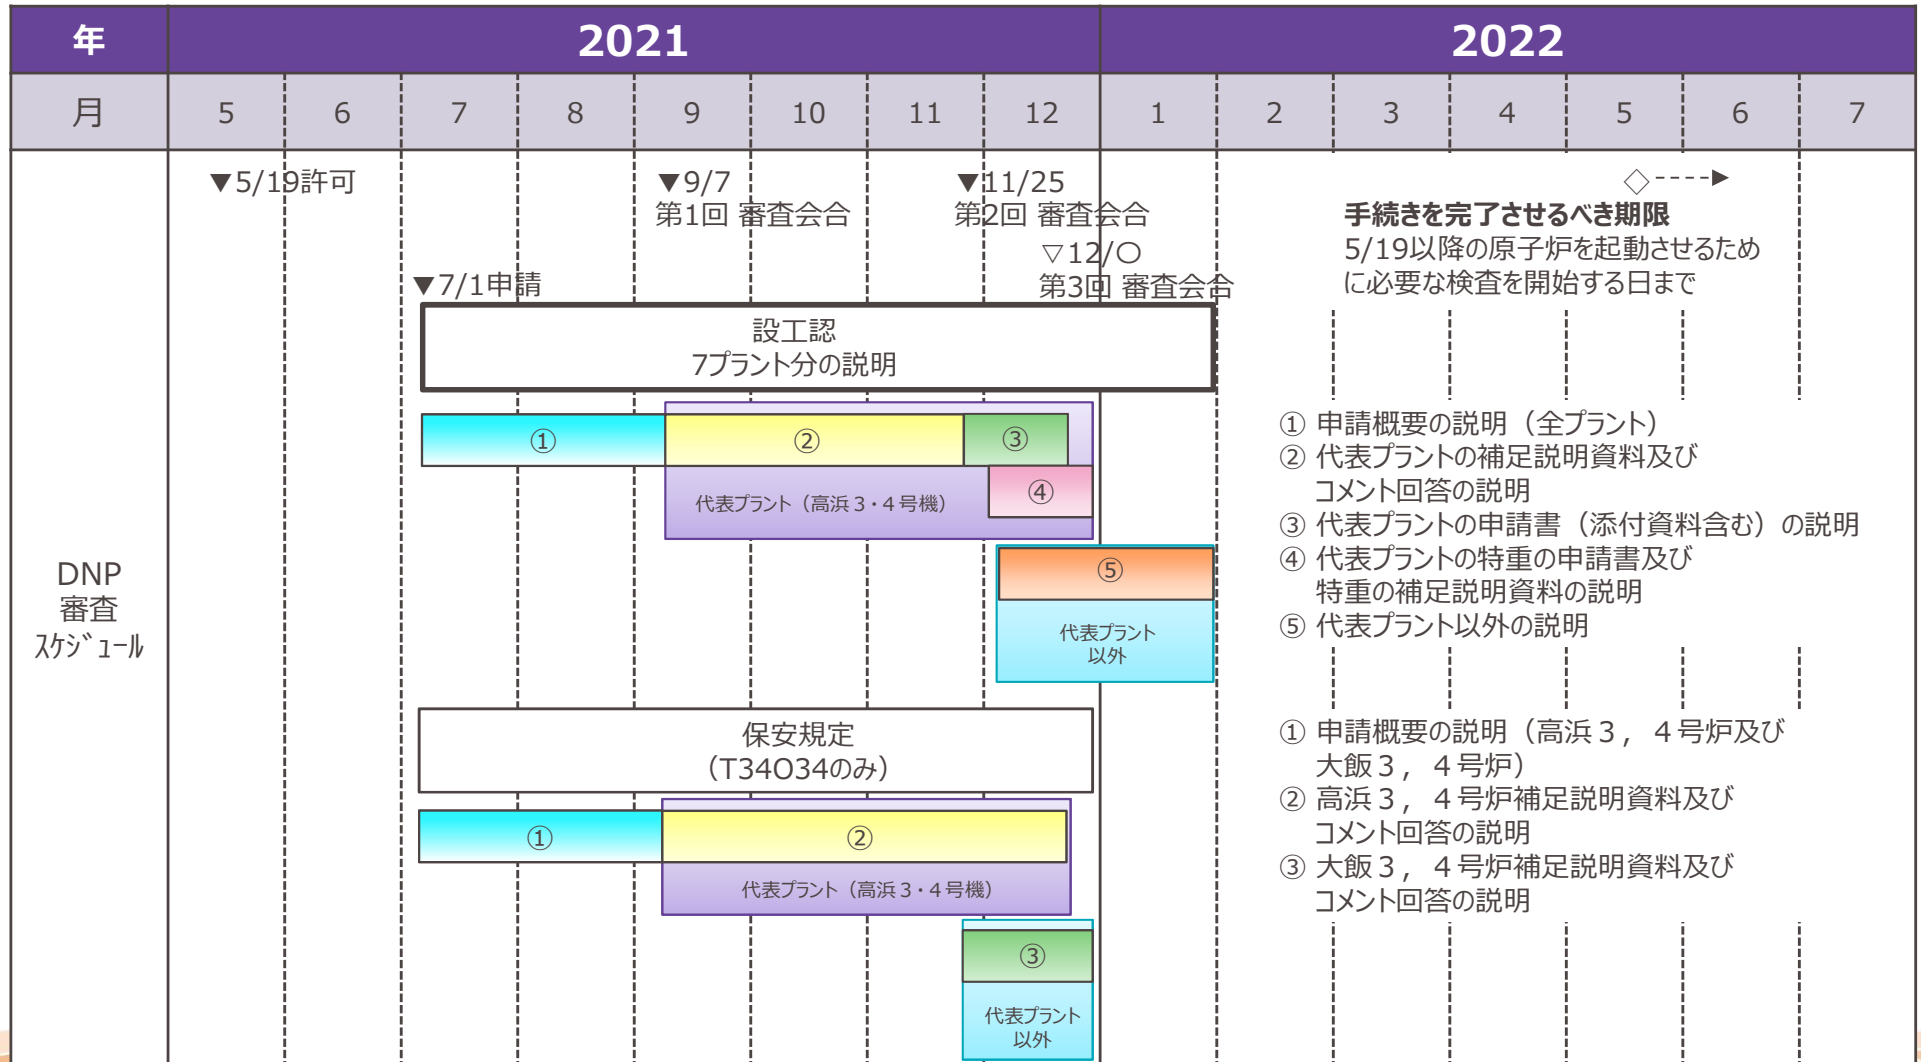 年
2021
2022
月
5
6
7
8
9
10
11
12
1
2
3
4
5
6
7
DNP
審査
ｽｹｼﾞｭｰﾙ
▼5/19許可
▼9/7
第1回 審査会合
▼11/25
第2回 審査会合
▽12/〇
第3回 審査会合
◇
手続きを完了させるべき期限
5/19以降の原子炉を起動させるため
に必要な検査を開始する日まで
▼7/1申請
設工認
7プラント分の説明
①
②
③
④
代表プラント（高浜３・４号機）
⑤
代表プラント
以外
① 申請概要の説明（全プラント）
② 代表プラントの補足説明資料及び
コメント回答の説明
③ 代表プラントの申請書（添付資料含む）の説明
④ 代表プラントの特重の申請書及び
特重の補足説明資料の説明
⑤ 代表プラント以外の説明
保安規定
（T34O34のみ）
①
②
代表プラント（高浜３・４号機）
③
代表プラント
以外
① 申請概要の説明（高浜３，４号炉及び
大飯３，４号炉）
② 高浜３，４号炉補足説明資料及び
コメント回答の説明
③ 大飯３，４号炉補足説明資料及び
コメント回答の説明